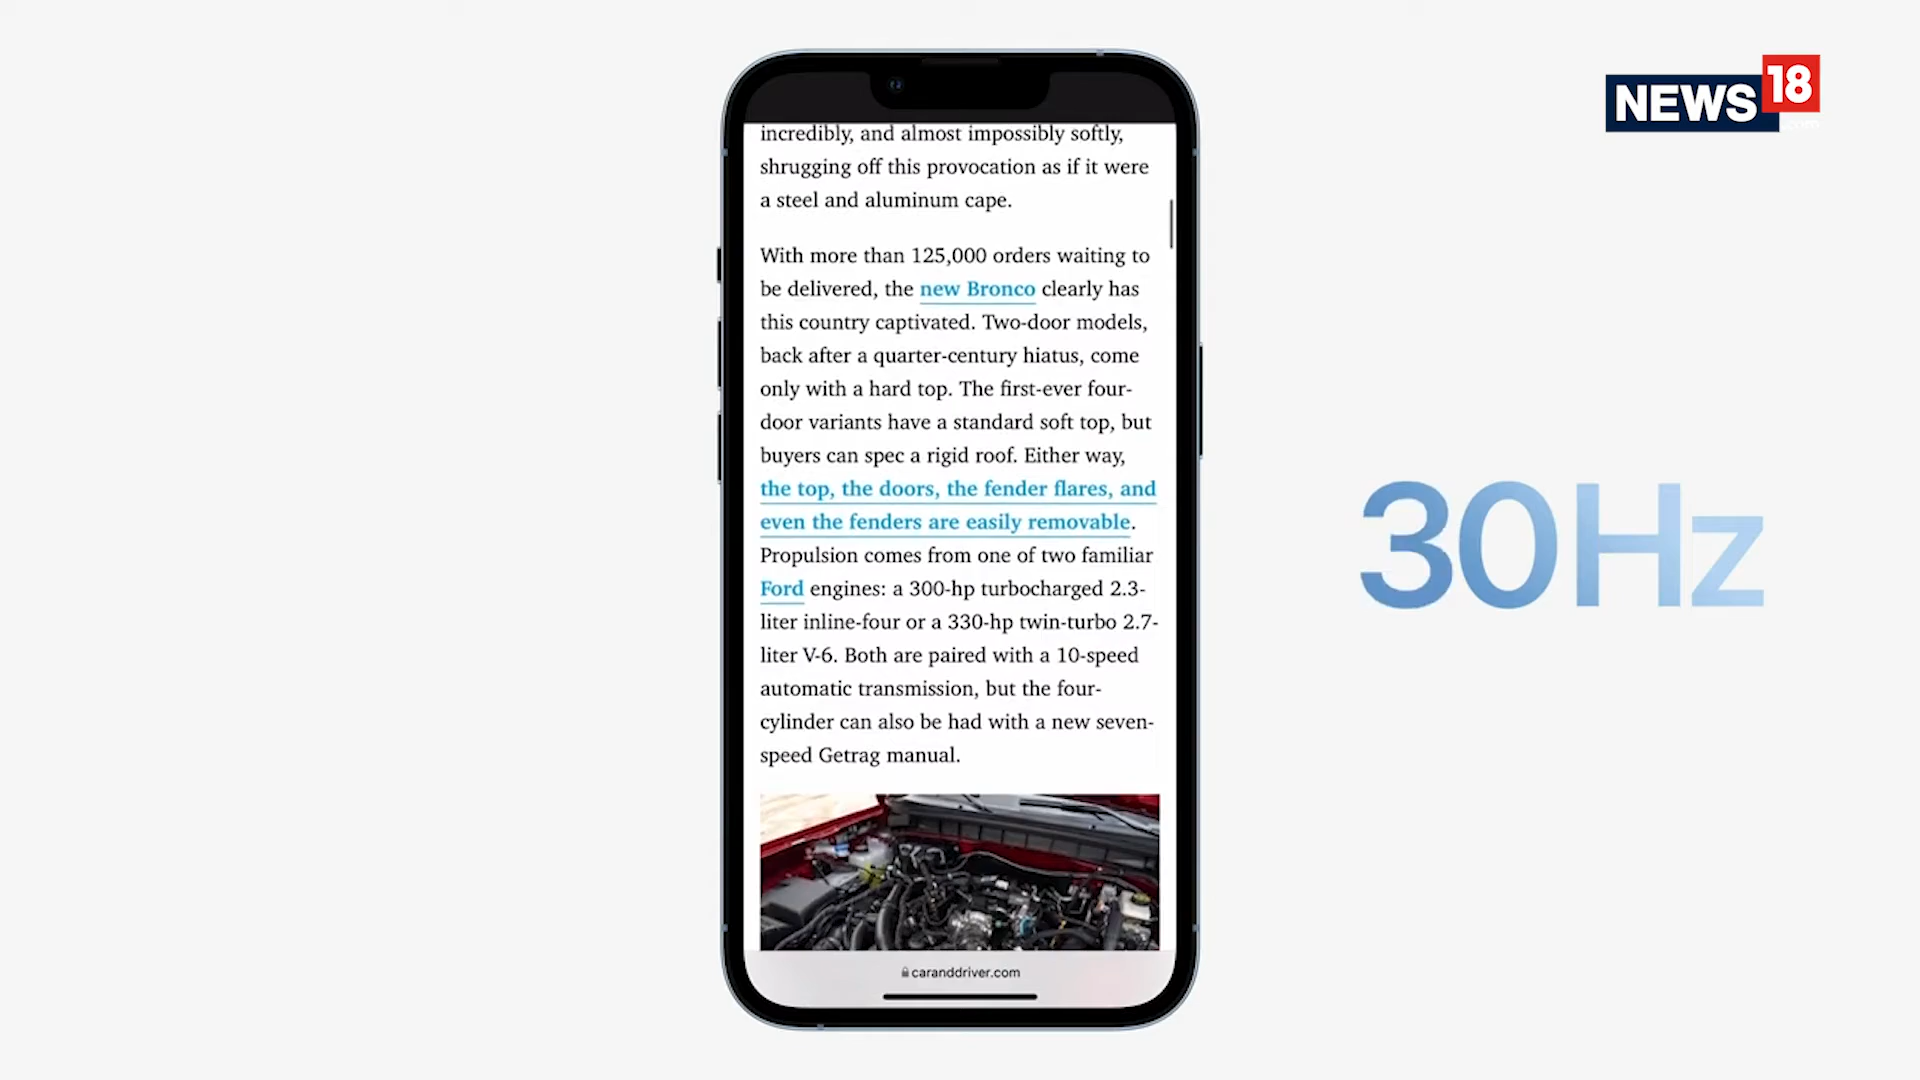 NEWS 18
incredibly, and almost impossibly softly,
shrugging off this provocation as if it were
a steel and aluminum cape.
With more than 125,000 orders waiting to
be delivered, the new Bronco clearly has
this country captivated. Two-door models,
back after a quarter-century hiatus, come
only with a hard top. The first-ever four-
door variants have a standard soft top, but
buyers can spec a rigid roof. Either way,
the top, the doors, the fender flares, and
even the fenders are easily removable.
Propulsion comes from one of two familiar
Ford engines: a 300-hp turbocharged 2.3-
liter inline-four or a 330-hp twin-turbo 2.7-
liter V-6. Both are paired with a 10-speed
automatic transmission, but the four-
cylinder can also be had with a new seven-
speed Getrag manual.
caranddriver.com
30Hz